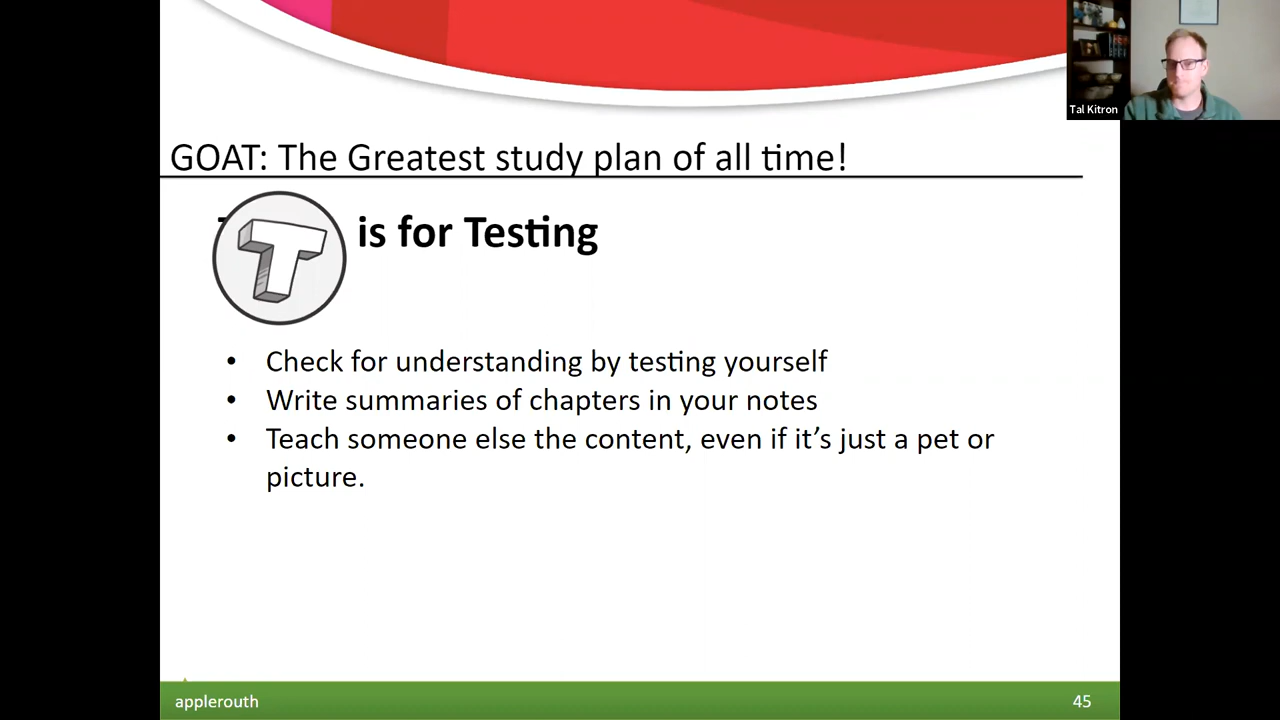 Tal Kitron
GOAT: The Greatest study plan of all time!
T is for Testing
• Check for understanding by testing yourself
• Write summaries of chapters in your notes
• Teach someone else the content, even if it’s just a pet or
picture.
applerouth
45